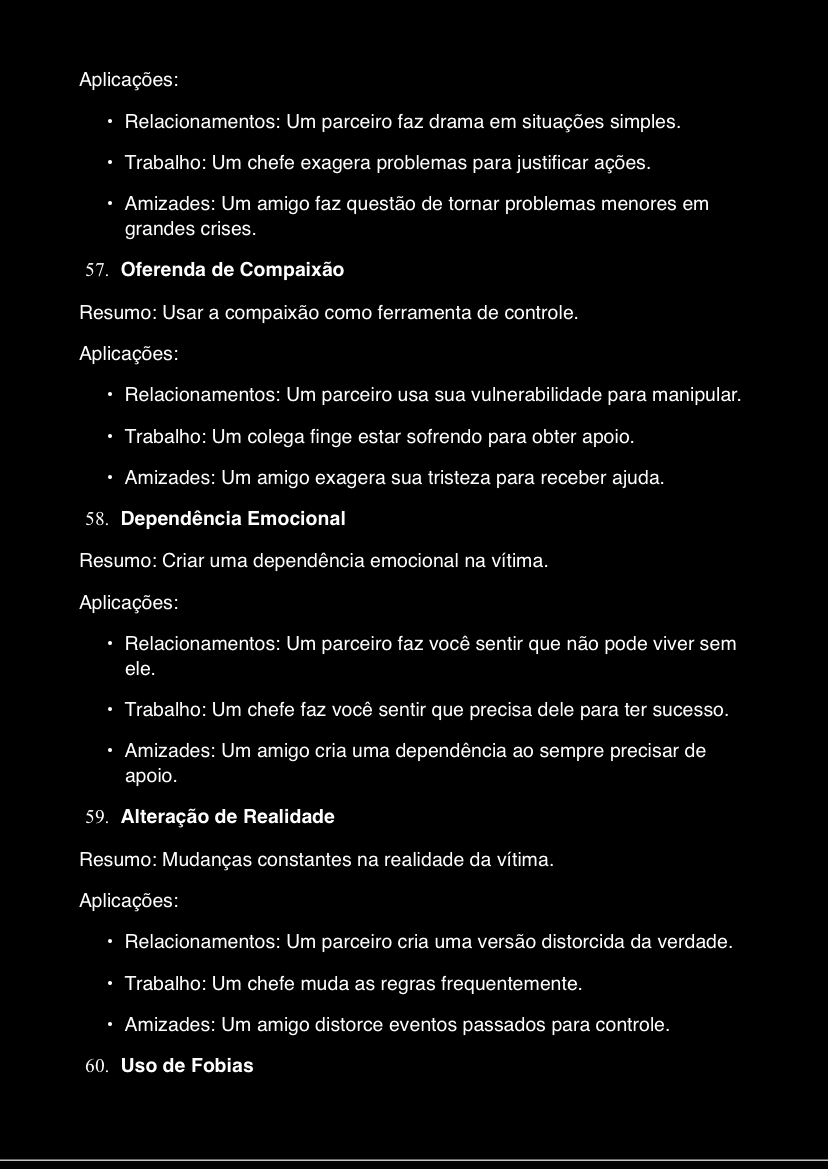 Aplicações:
• Relacionamentos: Um parceiro faz drama em situações simples.
• Trabalho: Um chefe exagera problemas para justificar ações.
• Amizades: Um amigo faz questão de tornar problemas menores em
grandes crises.
57. Oferenda de Compaixão
Resumo: Usar a compaixão como ferramenta de controle.
Aplicações:
• Relacionamentos: Um parceiro usa sua vulnerabilidade para manipular.
• Trabalho: Um colega finge estar sofrendo para obter apoio.
• Amizades: Um amigo exagera sua tristeza para receber ajuda.
58. Dependência Emocional
Resumo: Criar uma dependência emocional na vítima.
Aplicações:
• Relacionamentos: Um parceiro faz você sentir que não pode viver sem
ele.
• Trabalho: Um chefe faz você sentir que precisa dele para ter sucesso.
• Amizades: Um amigo cria uma dependência ao sempre precisar de
apoio.
59. Alteração de Realidade
Resumo: Mudanças constantes na realidade da vítima.
Aplicações:
• Relacionamentos: Um parceiro cria uma versão distorcida da verdade.
• Trabalho: Um chefe muda as regras frequentemente.
• Amizades: Um amigo distorce eventos passados para controle.
60. Uso de Fobias